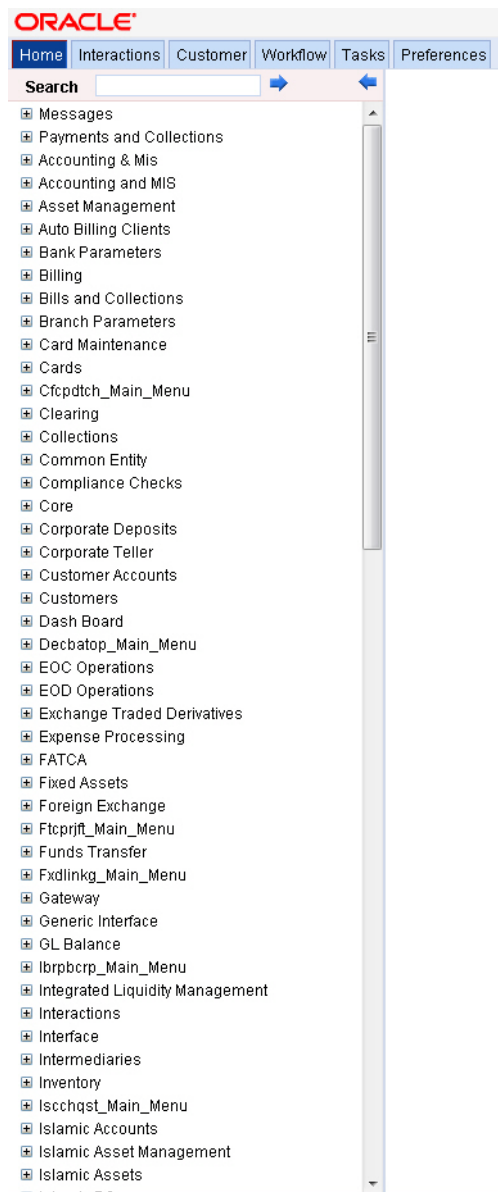 ORACLE
Home Interactions Customer Workflow Tasks Preferences
Search
Messages
Payments and Collections
Accounting & Mis
Accounting and MIS
Asset Management
Auto Billing Clients
Bank Parameters
Billing
Bills and Collections
Branch Parameters
Card Maintenance
Cards
Cfcpdtch_Main_Menu
Clearing
Collections
Common Entity
Compliance Checks
Core
Corporate Deposits
Corporate Teller
Customer Accounts
Customers
Dash Board
Decbatop_Main_Menu
EOC Operations
EOD Operations
Exchange Traded Derivatives
Expense Processing
FATCA
Fixed Assets
Foreign Exchange
Ftcprjft_Main_Menu
Funds Transfer
Fxdlinkg_Main_Menu
Gateway
Generic Interface
GL Balance
Ibrpbcrp_Main_Menu
Integrated Liquidity Management
Interactions
Interface
Intermediaries
Inventory
Iscchqst_Main_Menu
Islamic Accounts
Islamic Asset Management
Islamic Assets